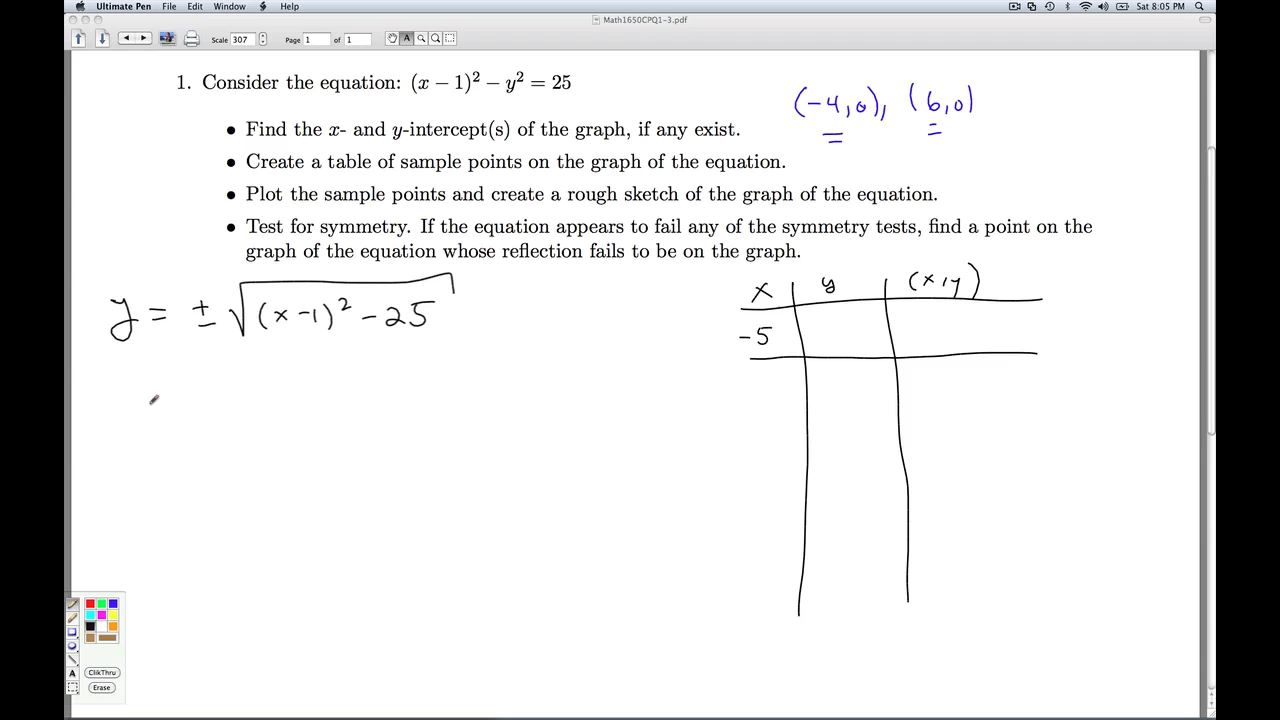 Ultimate Pen File Edit Window Help Sat 8:05 PM
Math1650CPQ1-3.pdf
Scale 307 Page 1 of 1 A
1. Consider the equation: (x − 1)² − y² = 25
(-4,0), (6,0)
• Find the x- and y-intercept(s) of the graph, if any exist.
• Create a table of sample points on the graph of the equation.
• Plot the sample points and create a rough sketch of the graph of the equation.
• Test for symmetry. If the equation appears to fail any of the symmetry tests, find a point on the
graph of the equation whose reflection fails to be on the graph.
x y (x,y)
y = ± √(x-1)² - 25
-5
A
ClikThru
Erase